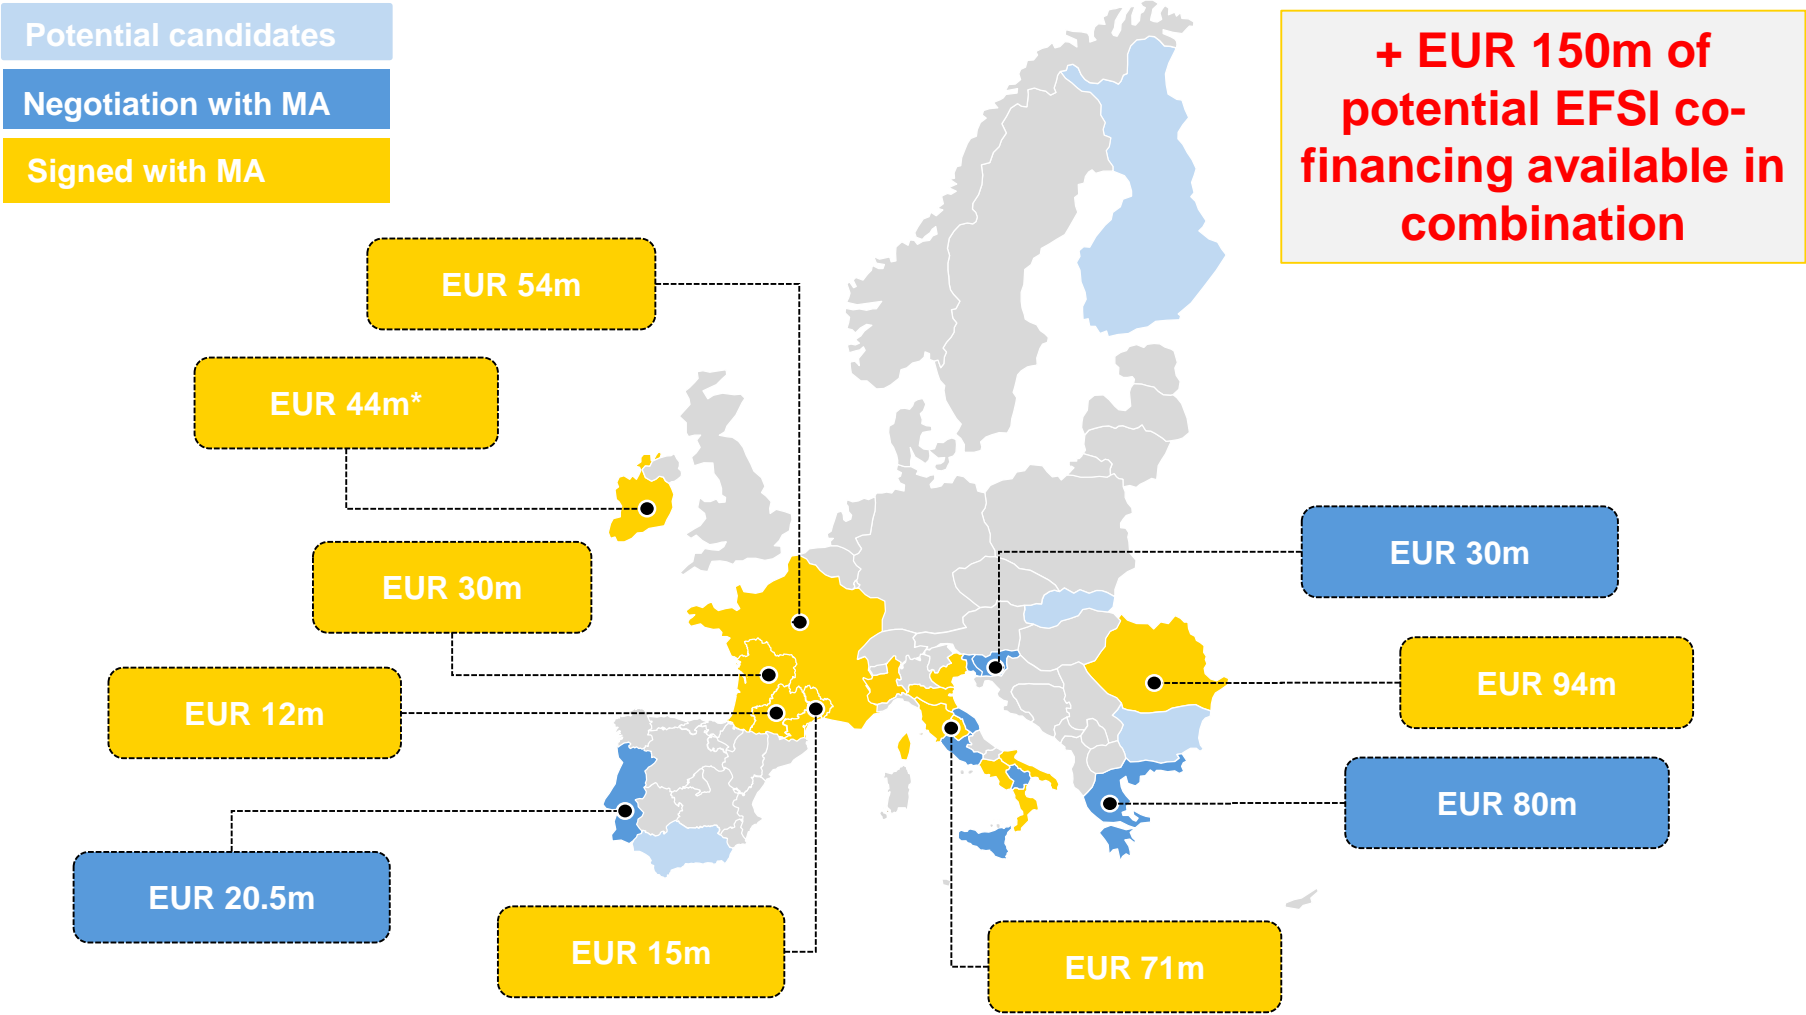 Potential candidates
Negotiation with MA
Signed with MA
+ EUR 150m of
potential EFSI co-
financing available in
combination
EUR 54m
EUR 44m*
EUR 30m
EUR 12m
EUR 20.5m
EUR 15m
EUR 30m
EUR 94m
EUR 80m
EUR 71m